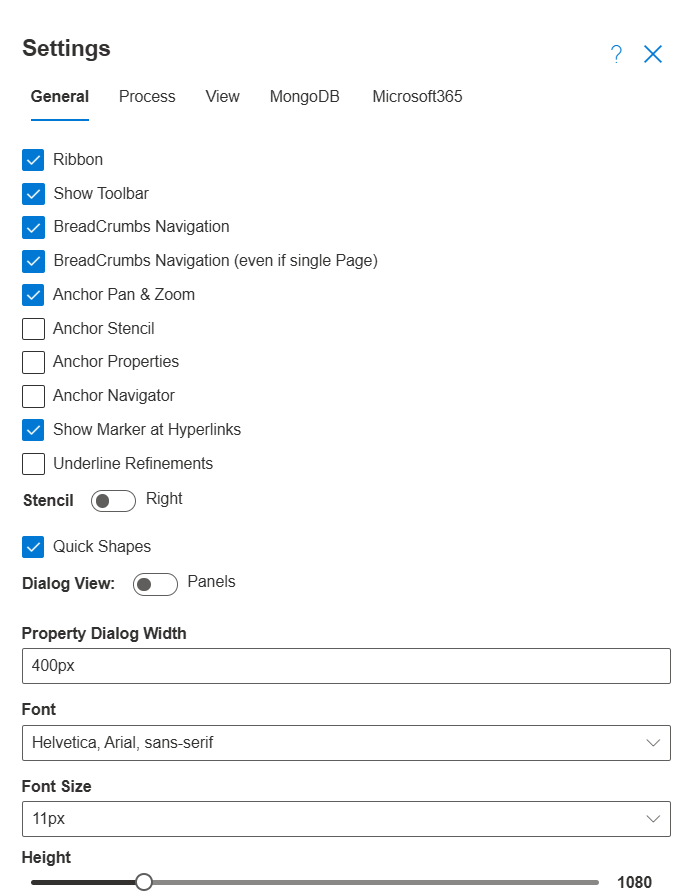 Settings
?
General Process View MongoDB Microsoft365
Ribbon
Show Toolbar
BreadCrumbs Navigation
BreadCrumbs Navigation (even if single Page)
Anchor Pan & Zoom
Anchor Stencil
Anchor Properties
Anchor Navigator
Show Marker at Hyperlinks
Underline Refinements
Stencil Right
Quick Shapes
Dialog View: Panels
Property Dialog Width
400px
Font
Helvetica, Arial, sans-serif
Font Size
11px
Height
1080